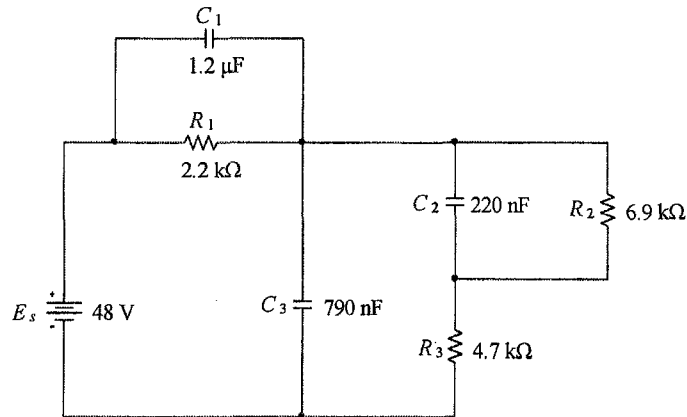 C1
1.2 µF
R1
2.2 kΩ
C2 220 nF
R2 6.9 kΩ
Es 48 V
+
-
C3 790 nF
R3 4.7 kΩ